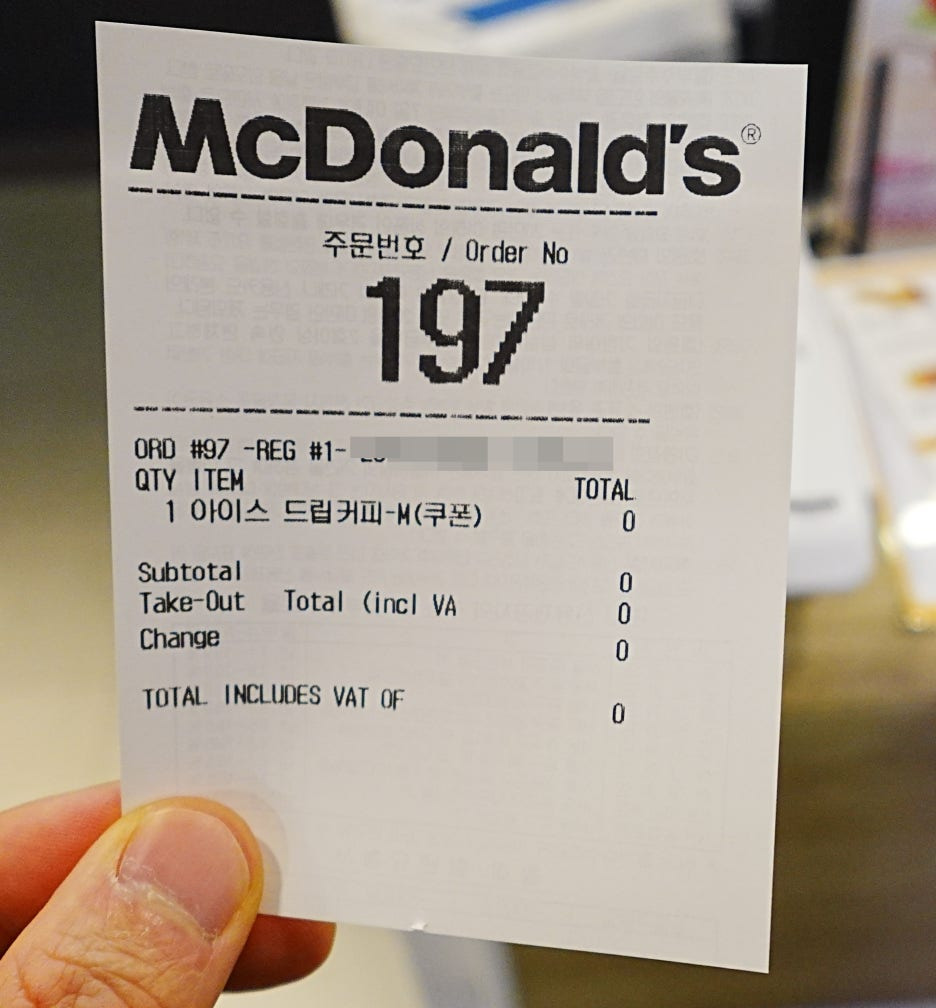 McDonald's®
주문번호 / Order No
197
ORD #97 -REG #1-
QTY ITEM TOTAL
1 아이스 드립커피-M(쿠폰) 0
Subtotal 0
Take-Out Total (incl VA 0
Change 0
TOTAL INCLUDES VAT OF 0